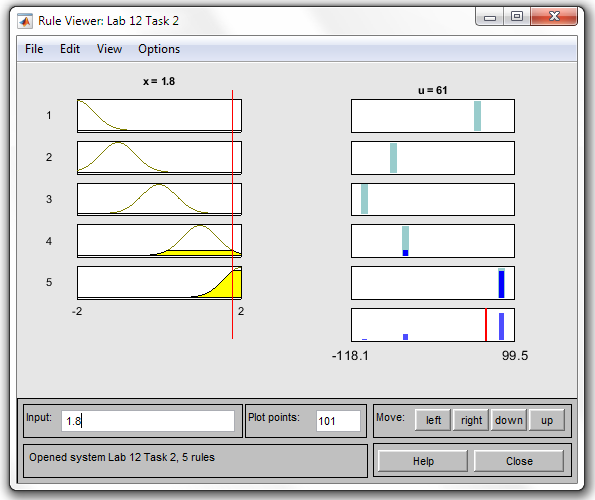 Rule Viewer: Lab 12 Task 2
File Edit View Options
x = 1.8
u = 61
1
2
3
4
5
-2 2
-118.1 99.5
Input: 1.8 Plot points: 101 Move: left right down up
Opened system Lab 12 Task 2, 5 rules
Help Close